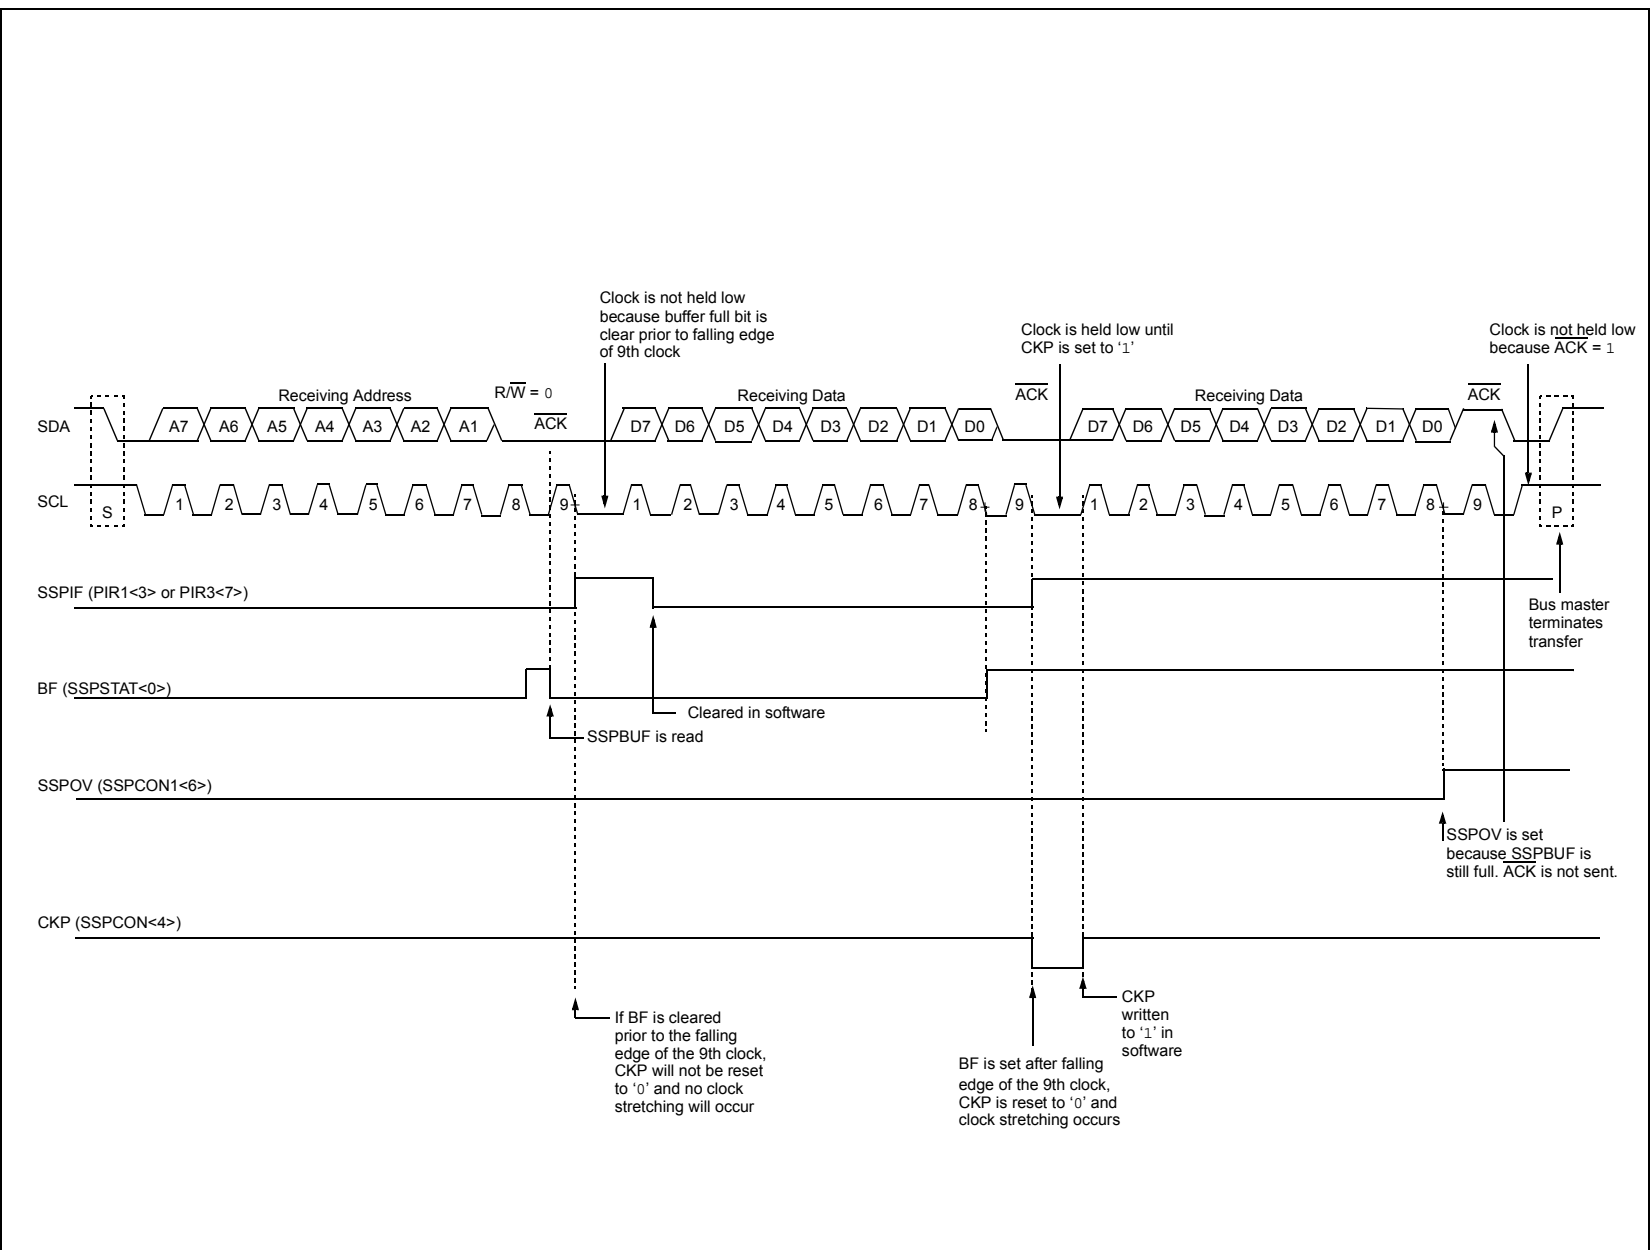 Clock is not held low
because buffer full bit is
clear prior to falling edge
of 9th clock
Clock is held low until
CKP is set to ‘1’
Clock is not held low
because ACK = 1
Receiving Address
R/W = 0
ACK
Receiving Data
ACK
Receiving Data
ACK
SDA
A7 A6 A5 A4 A3 A2 A1
D7 D6 D5 D4 D3 D2 D1 D0
D7 D6 D5 D4 D3 D2 D1 D0
SCL
S
1 2 3 4 5 6 7 8 9
1 2 3 4 5 6 7 8 9
1 2 3 4 5 6 7 8 9
P
SSPIF (PIR1<3> or PIR3<7>)
Bus master
terminates
transfer
BF (SSPSTAT<0>)
Cleared in software
SSPBUF is read
SSPOV (SSPCON1<6>)
SSPOV is set
because SSPBUF is
still full. ACK is not sent.
CKP (SSPCON<4>)
If BF is cleared
prior to the falling
edge of the 9th clock,
CKP will not be reset
to ‘0’ and no clock
stretching will occur
BF is set after falling
edge of the 9th clock,
CKP is reset to ‘0’ and
clock stretching occurs
CKP
written
to ‘1’ in
software